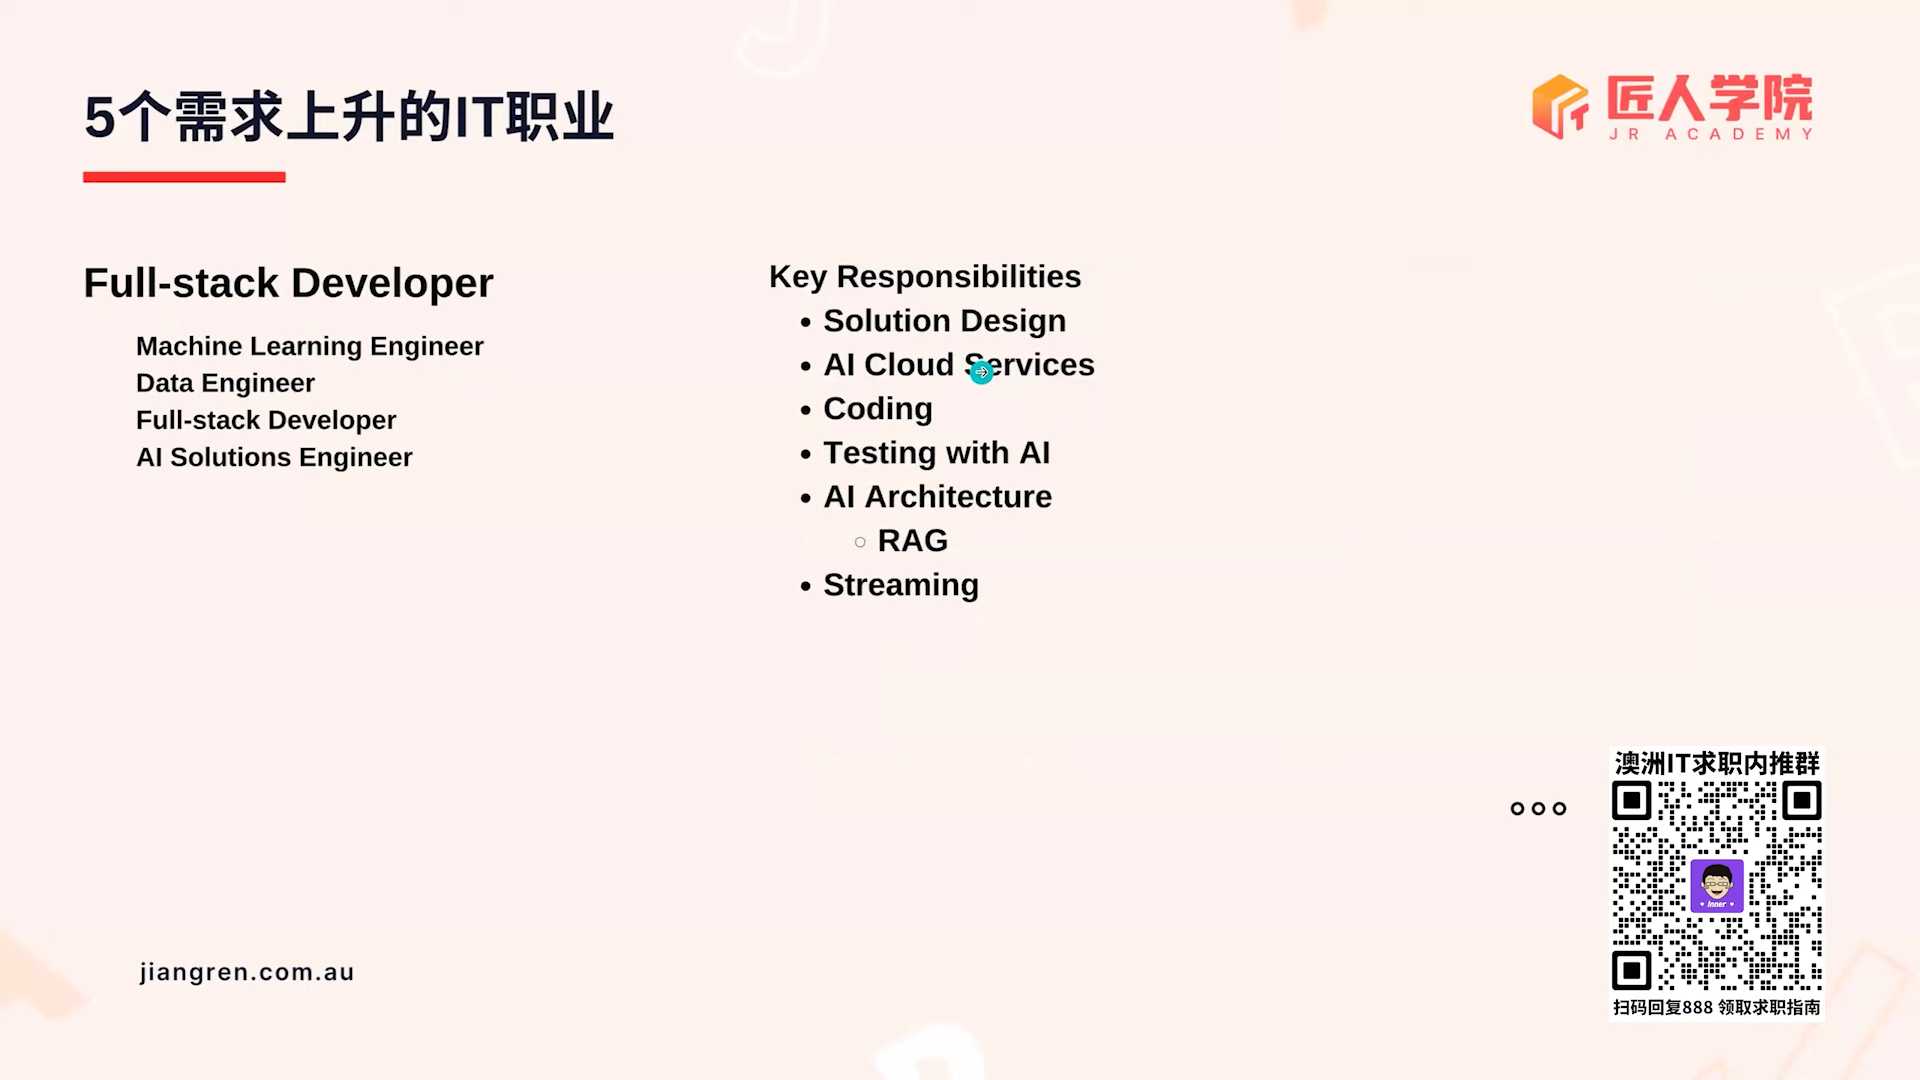 5个需求上升的IT职业
匠人学院
JR ACADEMY
Full-stack Developer
Machine Learning Engineer
Data Engineer
Full-stack Developer
AI Solutions Engineer
Key Responsibilities
Solution Design
AI Cloud Services
Coding
Testing with AI
AI Architecture
RAG
Streaming
澳洲IT求职内推群
Inner
扫码回复888 领取求职指南
jiangren.com.au